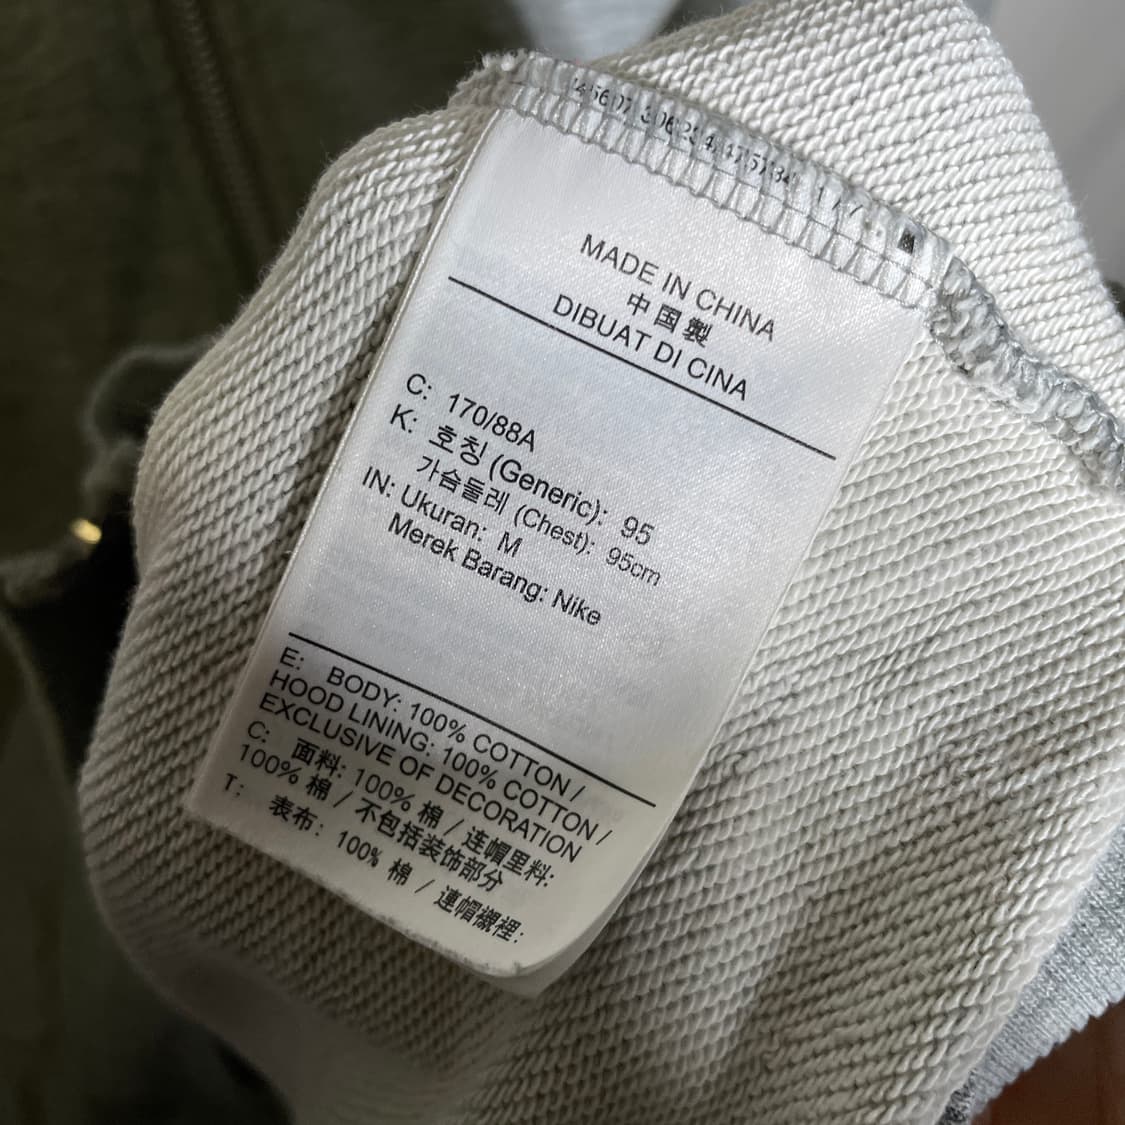 MADE IN CHINA
中国製
DIBUAT DI CINA
C: 170/88A
K: 호칭 (Generic): 95
가슴둘레 (Chest): 95cm
IN: Ukuran: M
Merek Barang: Nike
E: BODY: 100% COTTON /
HOOD LINING: 100% COTTON /
EXCLUSIVE OF DECORATION
C: 面料: 100% 棉 / 连帽里料:
100% 棉 / 不包括装饰部分
T: 表布: 100% 棉 / 連帽襯裡: